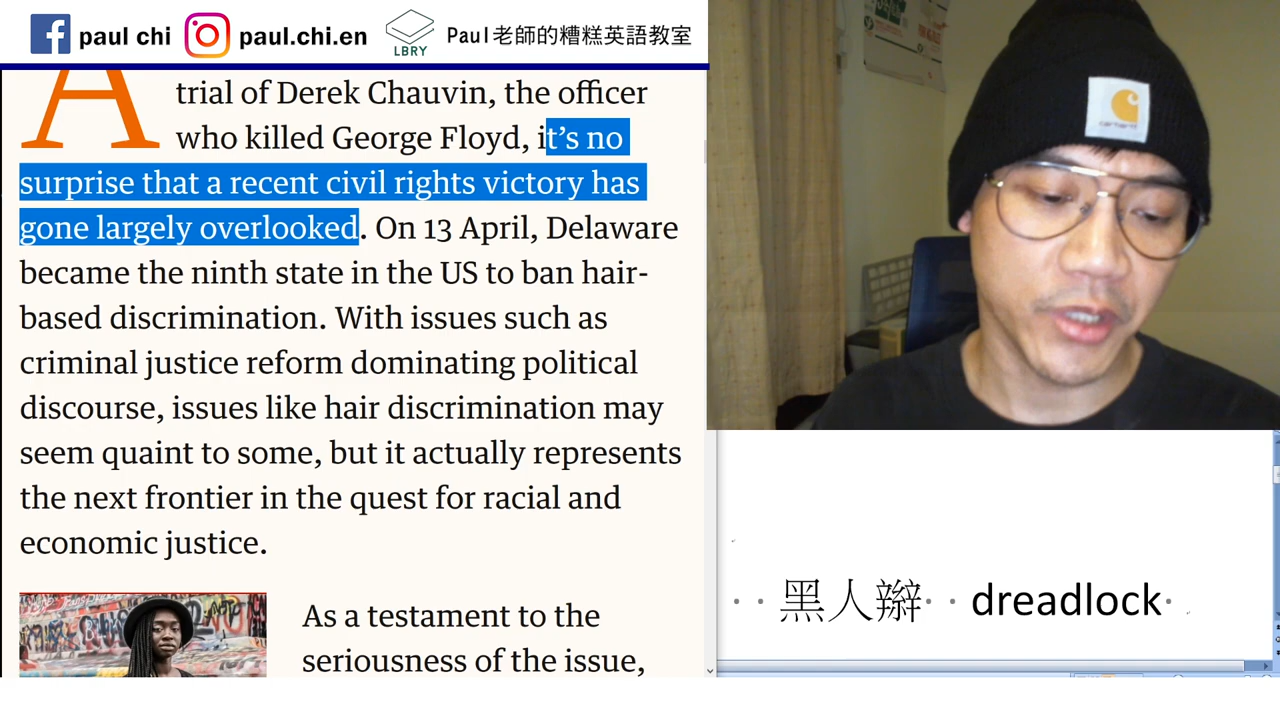 paul chi paul.chi.en LBRY Paul老師的糟糕英語教室
A trial of Derek Chauvin, the officer
who killed George Floyd, it’s no
surprise that a recent civil rights victory has
gone largely overlooked. On 13 April, Delaware
became the ninth state in the US to ban hair-
based discrimination. With issues such as
criminal justice reform dominating political
discourse, issues like hair discrimination may
seem quaint to some, but it actually represents
the next frontier in the quest for racial and
economic justice.
As a testament to the
seriousness of the issue,
carhartt
黑人辮 dreadlock